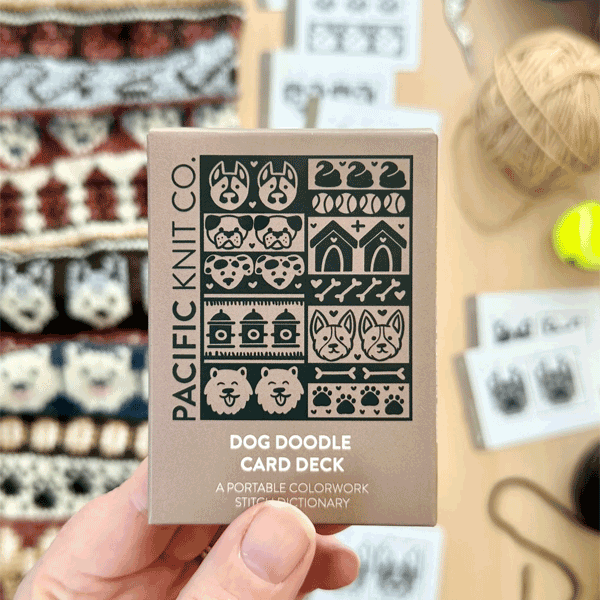 PACIFIC KNIT CO.
DOG DOODLE
CARD DECK
A PORTABLE COLORWORK
STITCH DICTIONARY